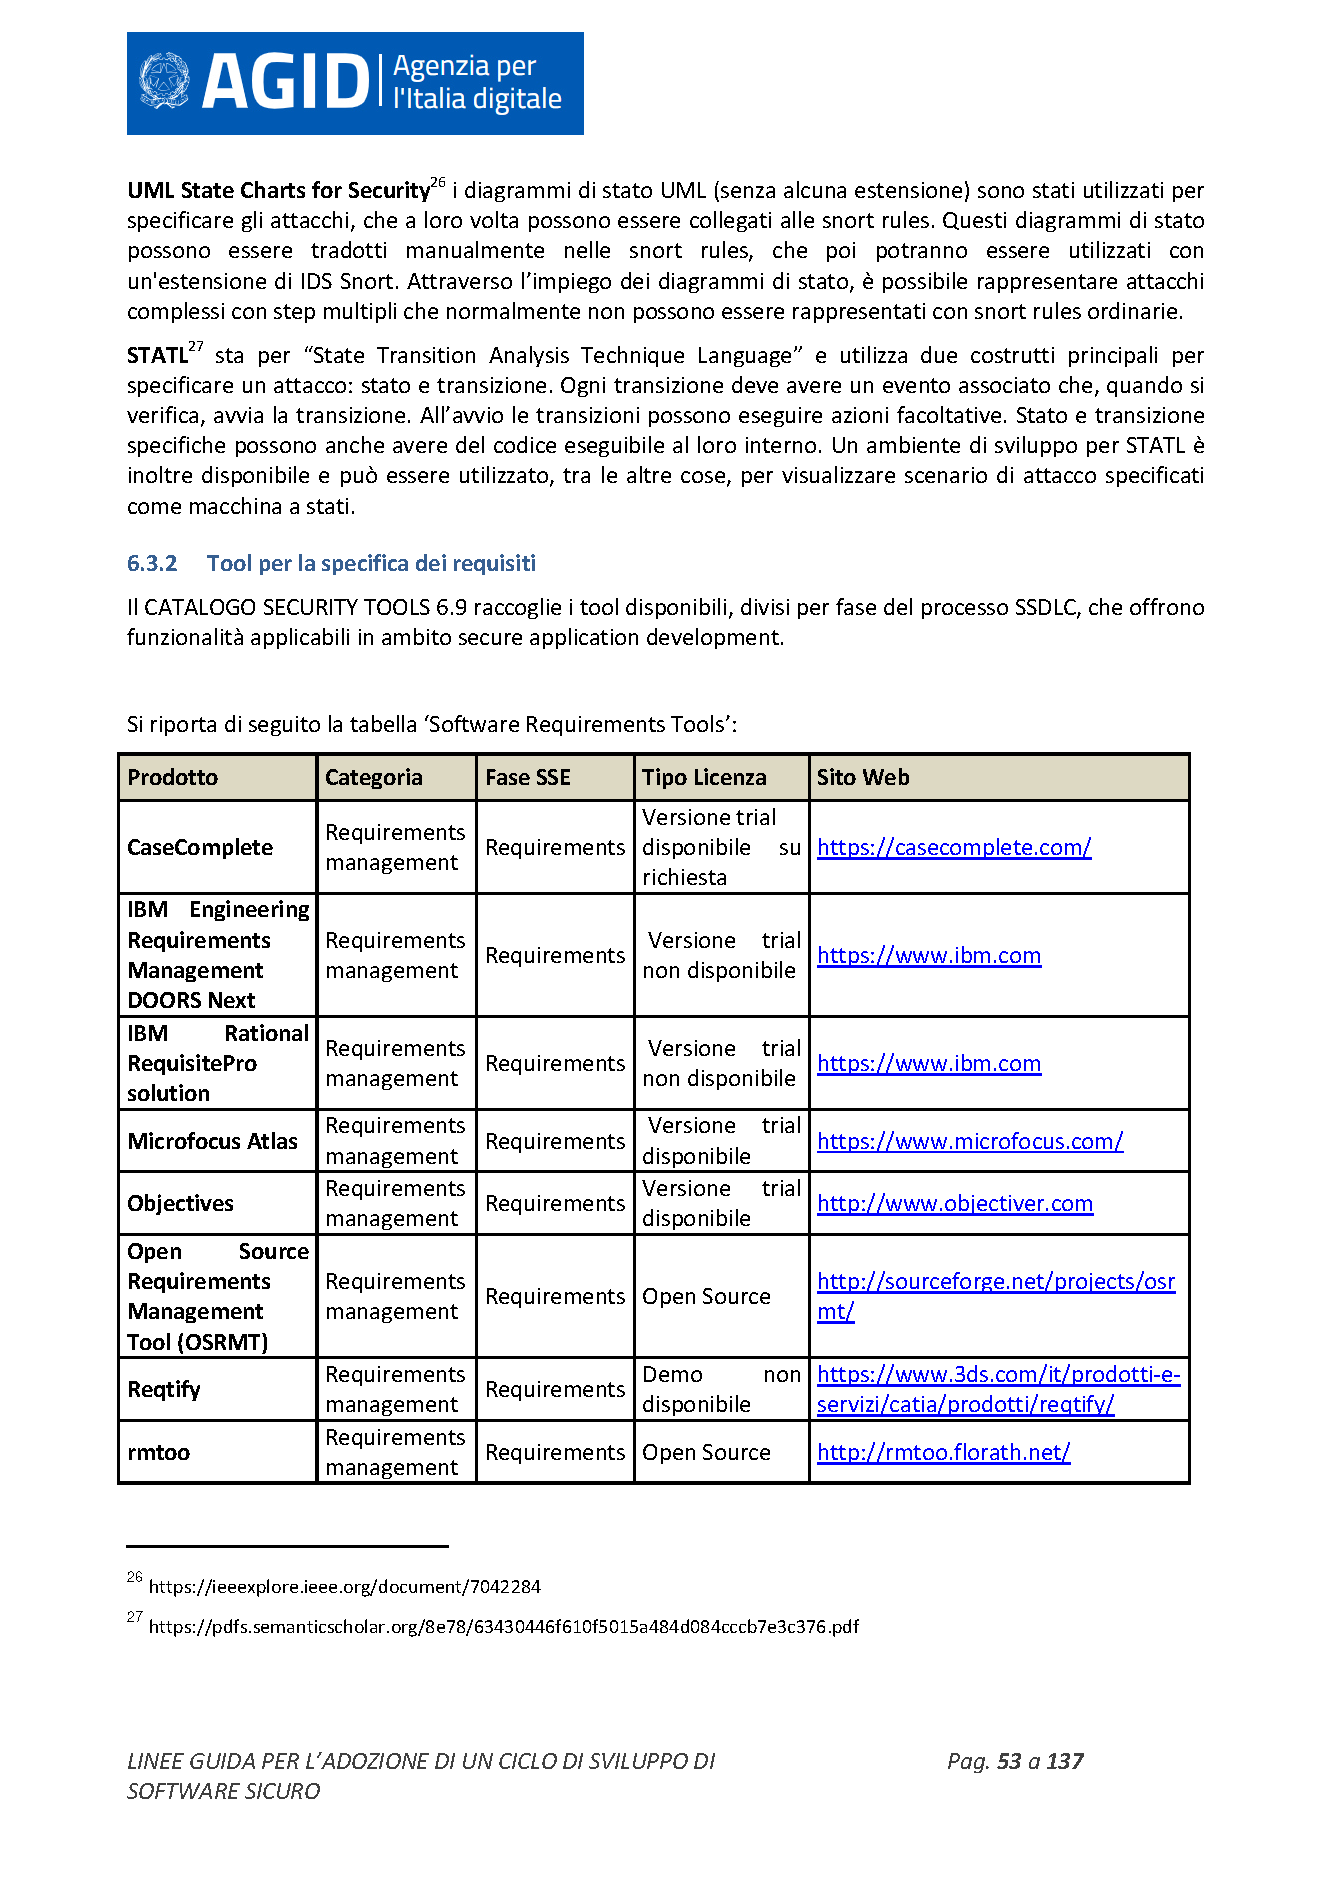 AGID Agenzia per
l'Italia digitale
UML State Charts for Security26 i diagrammi di stato UML (senza alcuna estensione) sono stati utilizzati per
specificare gli attacchi, che a loro volta possono essere collegati alle snort rules. Questi diagrammi di stato
possono essere tradotti manualmente nelle snort rules, che poi potranno essere utilizzati con
un'estensione di IDS Snort. Attraverso l’impiego dei diagrammi di stato, è possibile rappresentare attacchi
complessi con step multipli che normalmente non possono essere rappresentati con snort rules ordinarie.
STATL27 sta per “State Transition Analysis Technique Language” e utilizza due costrutti principali per
specificare un attacco: stato e transizione. Ogni transizione deve avere un evento associato che, quando si
verifica, avvia la transizione. All’avvio le transizioni possono eseguire azioni facoltative. Stato e transizione
specifiche possono anche avere del codice eseguibile al loro interno. Un ambiente di sviluppo per STATL è
inoltre disponibile e può essere utilizzato, tra le altre cose, per visualizzare scenario di attacco specificati
come macchina a stati.
6.3.2 Tool per la specifica dei requisiti
Il CATALOGO SECURITY TOOLS 6.9 raccoglie i tool disponibili, divisi per fase del processo SSDLC, che offrono
funzionalità applicabili in ambito secure application development.
Si riporta di seguito la tabella ‘Software Requirements Tools’:
Prodotto Categoria Fase SSE Tipo Licenza Sito Web
CaseComplete
Requirements
management
Requirements
Versione trial
disponibile su
richiesta
https://casecomplete.com/
IBM Engineering
Requirements
Management
DOORS Next
Requirements
management
Requirements
Versione trial
non disponibile
https://www.ibm.com
IBM Rational
RequisitePro
solution
Requirements
management
Requirements
Versione trial
non disponibile
https://www.ibm.com
Microfocus Atlas
Requirements
management
Requirements
Versione trial
disponibile
https://www.microfocus.com/
Objectives
Requirements
management
Requirements
Versione trial
disponibile
http://www.objectiver.com
Open Source
Requirements
Management
Tool (OSRMT)
Requirements
management
Requirements
Open Source
http://sourceforge.net/projects/osr
mt/
Reqtify
Requirements
management
Requirements
Demo non
disponibile
https://www.3ds.com/it/prodotti-e-
servizi/catia/prodotti/reqtify/
rmtoo
Requirements
management
Requirements
Open Source
http://rmtoo.florath.net/
26 https://ieeexplore.ieee.org/document/7042284
27 https://pdfs.semanticscholar.org/8e78/63430446f610f5015a484d084cccb7e3c376.pdf
LINEE GUIDA PER L’ADOZIONE DI UN CICLO DI SVILUPPO DI Pag. 53 a 137
SOFTWARE SICURO